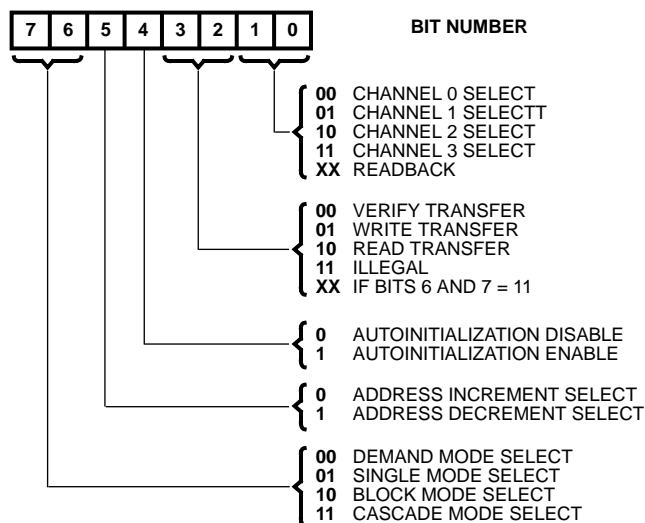 7 6 5 4 3 2 1 0 BIT NUMBER
00 CHANNEL 0 SELECT
01 CHANNEL 1 SELECTT
10 CHANNEL 2 SELECT
11 CHANNEL 3 SELECT
XX READBACK
00 VERIFY TRANSFER
01 WRITE TRANSFER
10 READ TRANSFER
11 ILLEGAL
XX IF BITS 6 AND 7 = 11
0 AUTOINITIALIZATION DISABLE
1 AUTOINITIALIZATION ENABLE
0 ADDRESS INCREMENT SELECT
1 ADDRESS DECREMENT SELECT
00 DEMAND MODE SELECT
01 SINGLE MODE SELECT
10 BLOCK MODE SELECT
11 CASCADE MODE SELECT